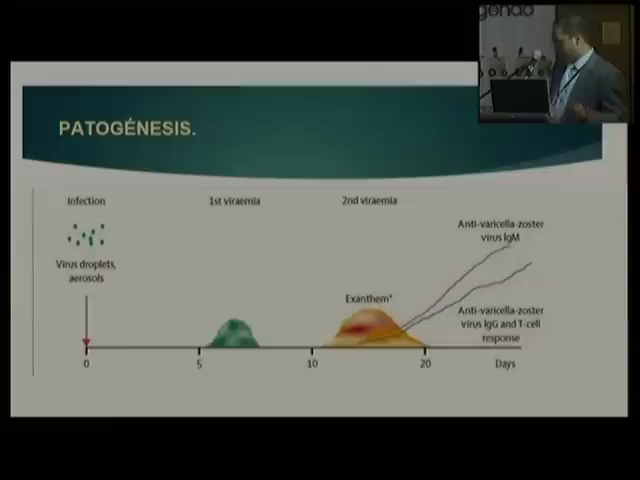 PATOGÉNESIS.
Infection
1st viraemia
2nd viraemia
Virus droplets,
aerosols
Exanthem*
Anti-varicella-zoster
virus IgM
Anti-varicella-zoster
virus IgG and T-cell
response
0
5
10
20
Days